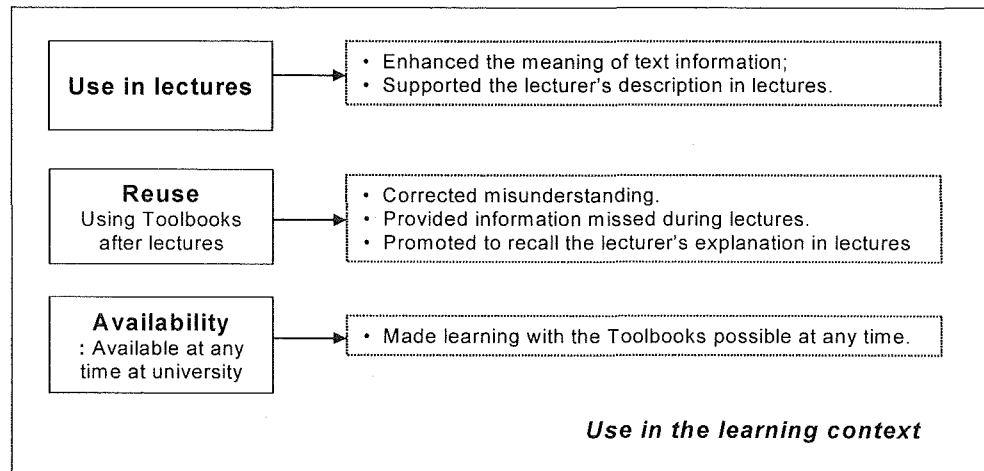 Use in lectures
• Enhanced the meaning of text information;
• Supported the lecturer's description in lectures.
Reuse
Using Toolbooks
after lectures
• Corrected misunderstanding.
• Provided information missed during lectures.
• Promoted to recall the lecturer's explanation in lectures
Availability
: Available at any
time at university
• Made learning with the Toolbooks possible at any time.
Use in the learning context